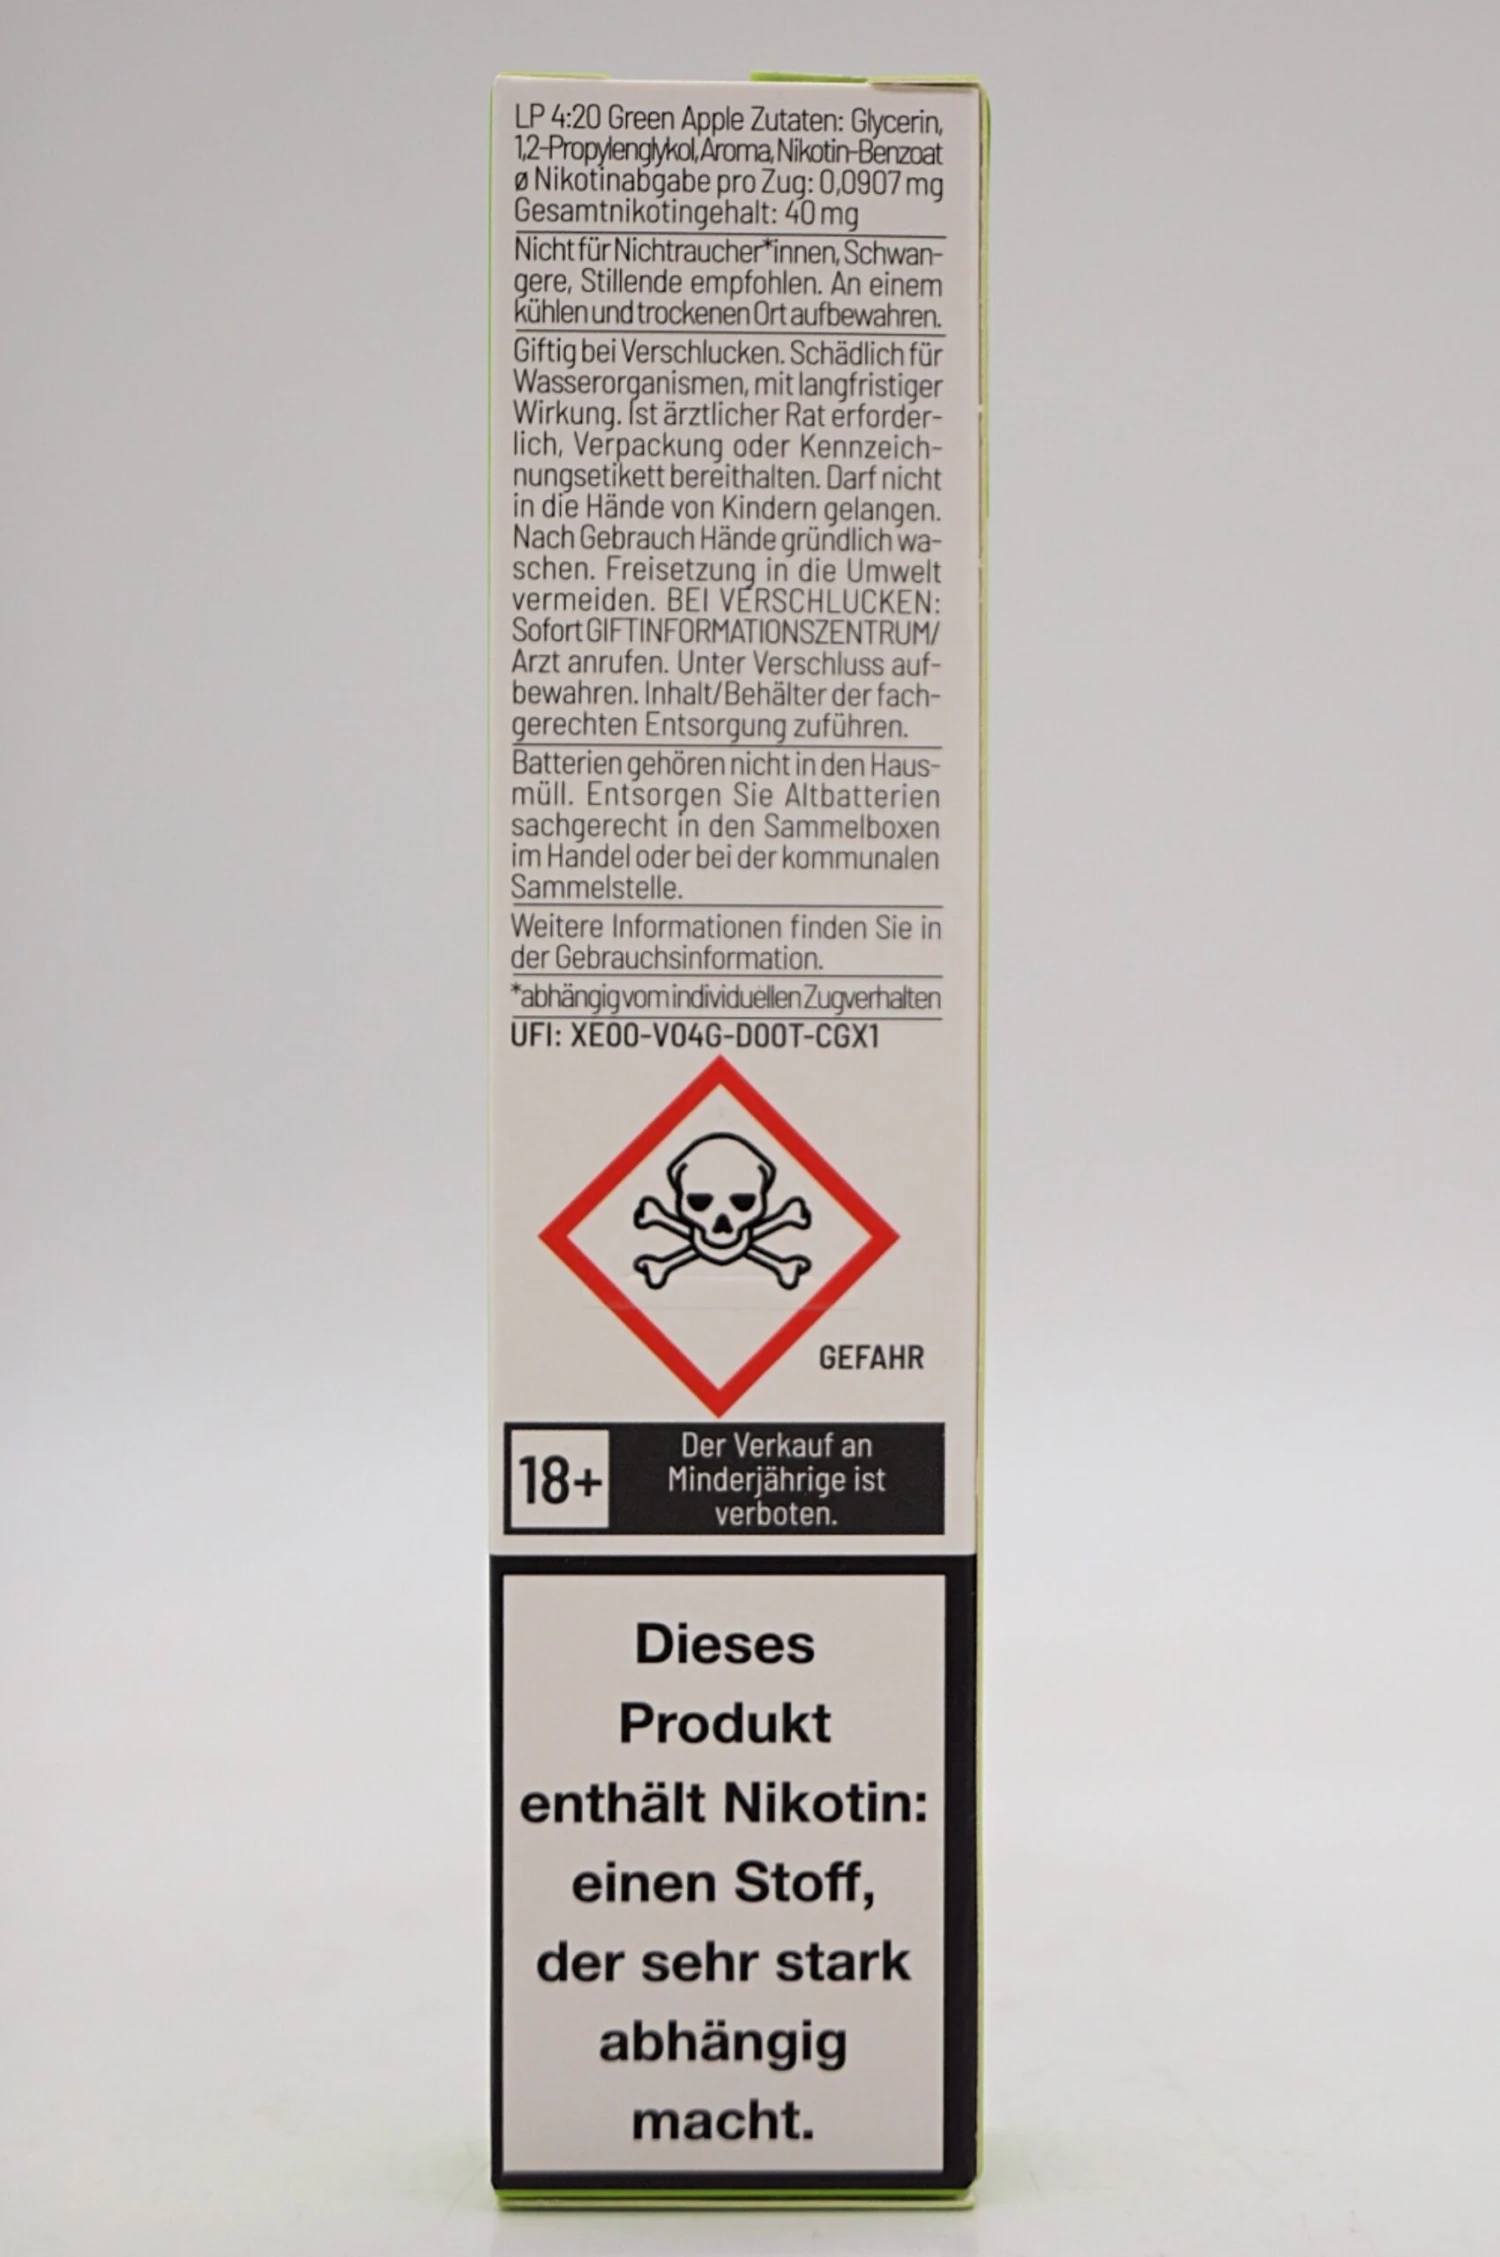 LP 4:20 Green Apple Zutaten: Glycerin,
1,2-Propylenglykol, Aroma, Nikotin-Benzoat
ø Nikotinabgabe pro Zug: 0,0907 mg
Gesamtnikotingehalt: 40 mg
Nicht für Nichtraucher*innen, Schwan-
gere, Stillende empfohlen. An einem
kühlen und trockenen Ort aufbewahren.
Giftig bei Verschlucken. Schädlich für
Wasserorganismen, mit langfristiger
Wirkung. Ist ärztlicher Rat erforder-
lich, Verpackung oder Kennzeich-
nungsetikett bereithalten. Darf nicht
in die Hände von Kindern gelangen.
Nach Gebrauch Hände gründlich wa-
schen. Freisetzung in die Umwelt
vermeiden. BEI VERSCHLUCKEN:
Sofort GIFTINFORMATIONSZENTRUM/
Arzt anrufen. Unter Verschluss auf-
bewahren. Inhalt/Behälter der fach-
gerechten Entsorgung zuführen.
Batterien gehören nicht in den Haus-
müll. Entsorgen Sie Altbatterien
sachgerecht in den Sammelboxen
im Handel oder bei der kommunalen
Sammelstelle.
Weitere Informationen finden Sie in
der Gebrauchsinformation.
*abhängig vom individuellen Zugverhalten
UFI: XE00-V04G-D00T-CGX1
GEFAHR
18+
Der Verkauf an
Minderjährige ist
verboten.
Dieses
Produkt
enthält Nikotin:
einen Stoff,
der sehr stark
abhängig
macht.